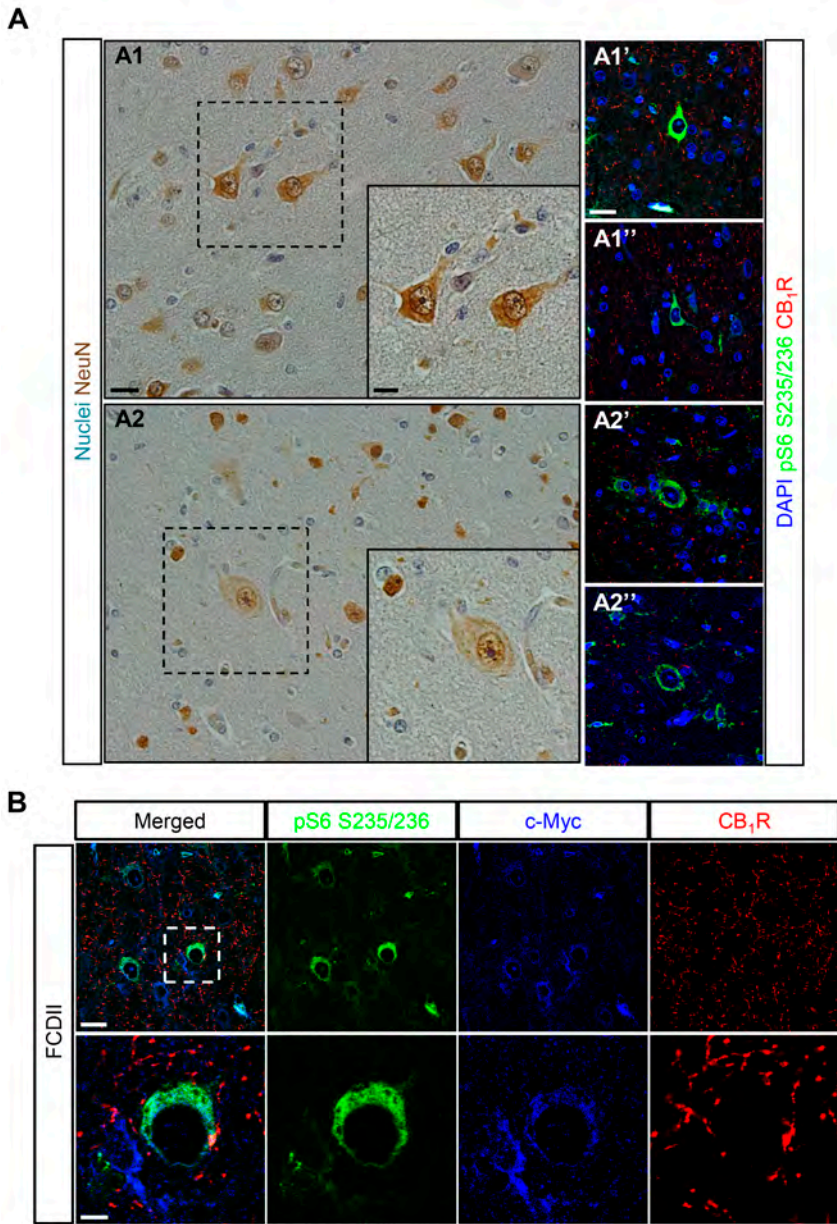 A
Nuclei NeuN
A1
A2
A1’
A1’’
A2’
A2’’
DAPI pS6 S235/236 CB₁R
B
Merged
pS6 S235/236
c-Myc
CB₁R
FCDII